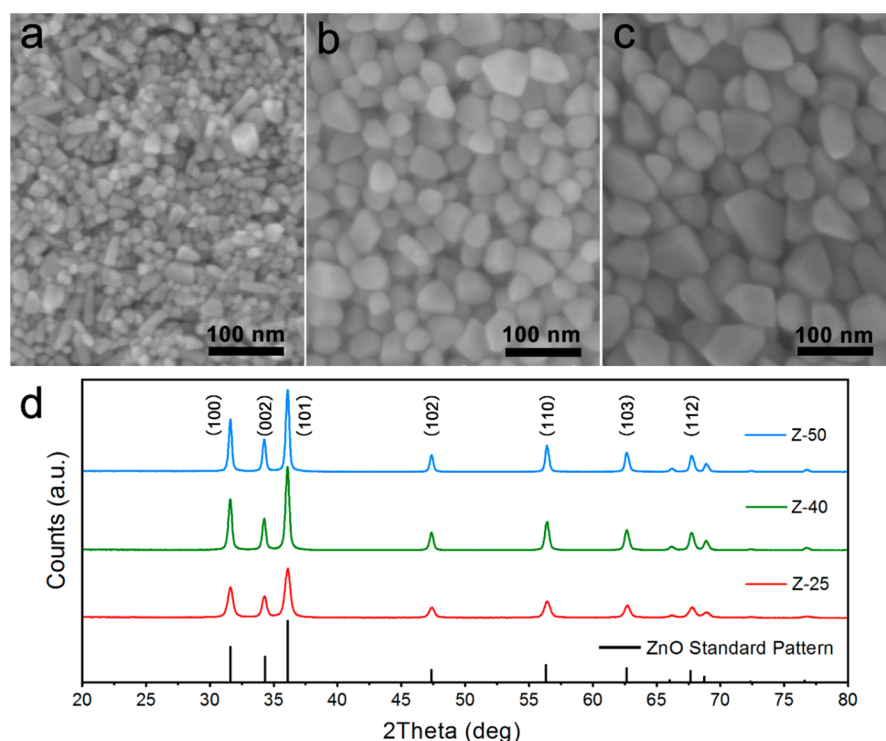 a
b
c
100 nm
100 nm
100 nm
d
(100)
(002)
(101)
(102)
(110)
(103)
(112)
Z-50
Z-40
Z-25
ZnO Standard Pattern
Counts (a.u.)
20 25 30 35 40 45 50 55 60 65 70 75 80
2Theta (deg)